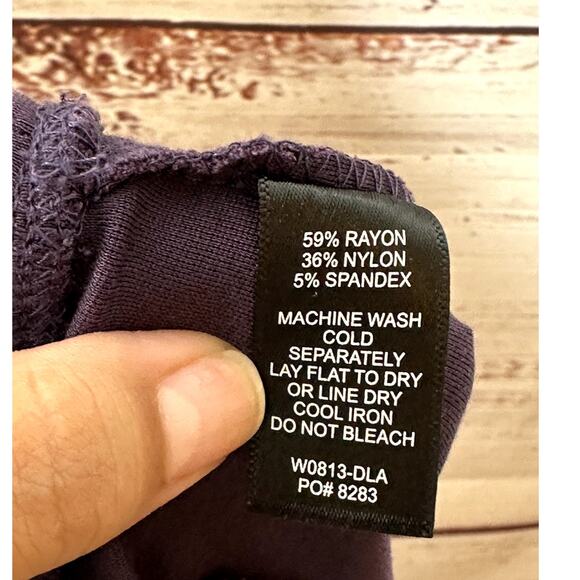 59% RAYON
36% NYLON
5% SPANDEX
MACHINE WASH
COLD
SEPARATELY
LAY FLAT TO DRY
OR LINE DRY
COOL IRON
DO NOT BLEACH
W0813-DLA
PO# 8283